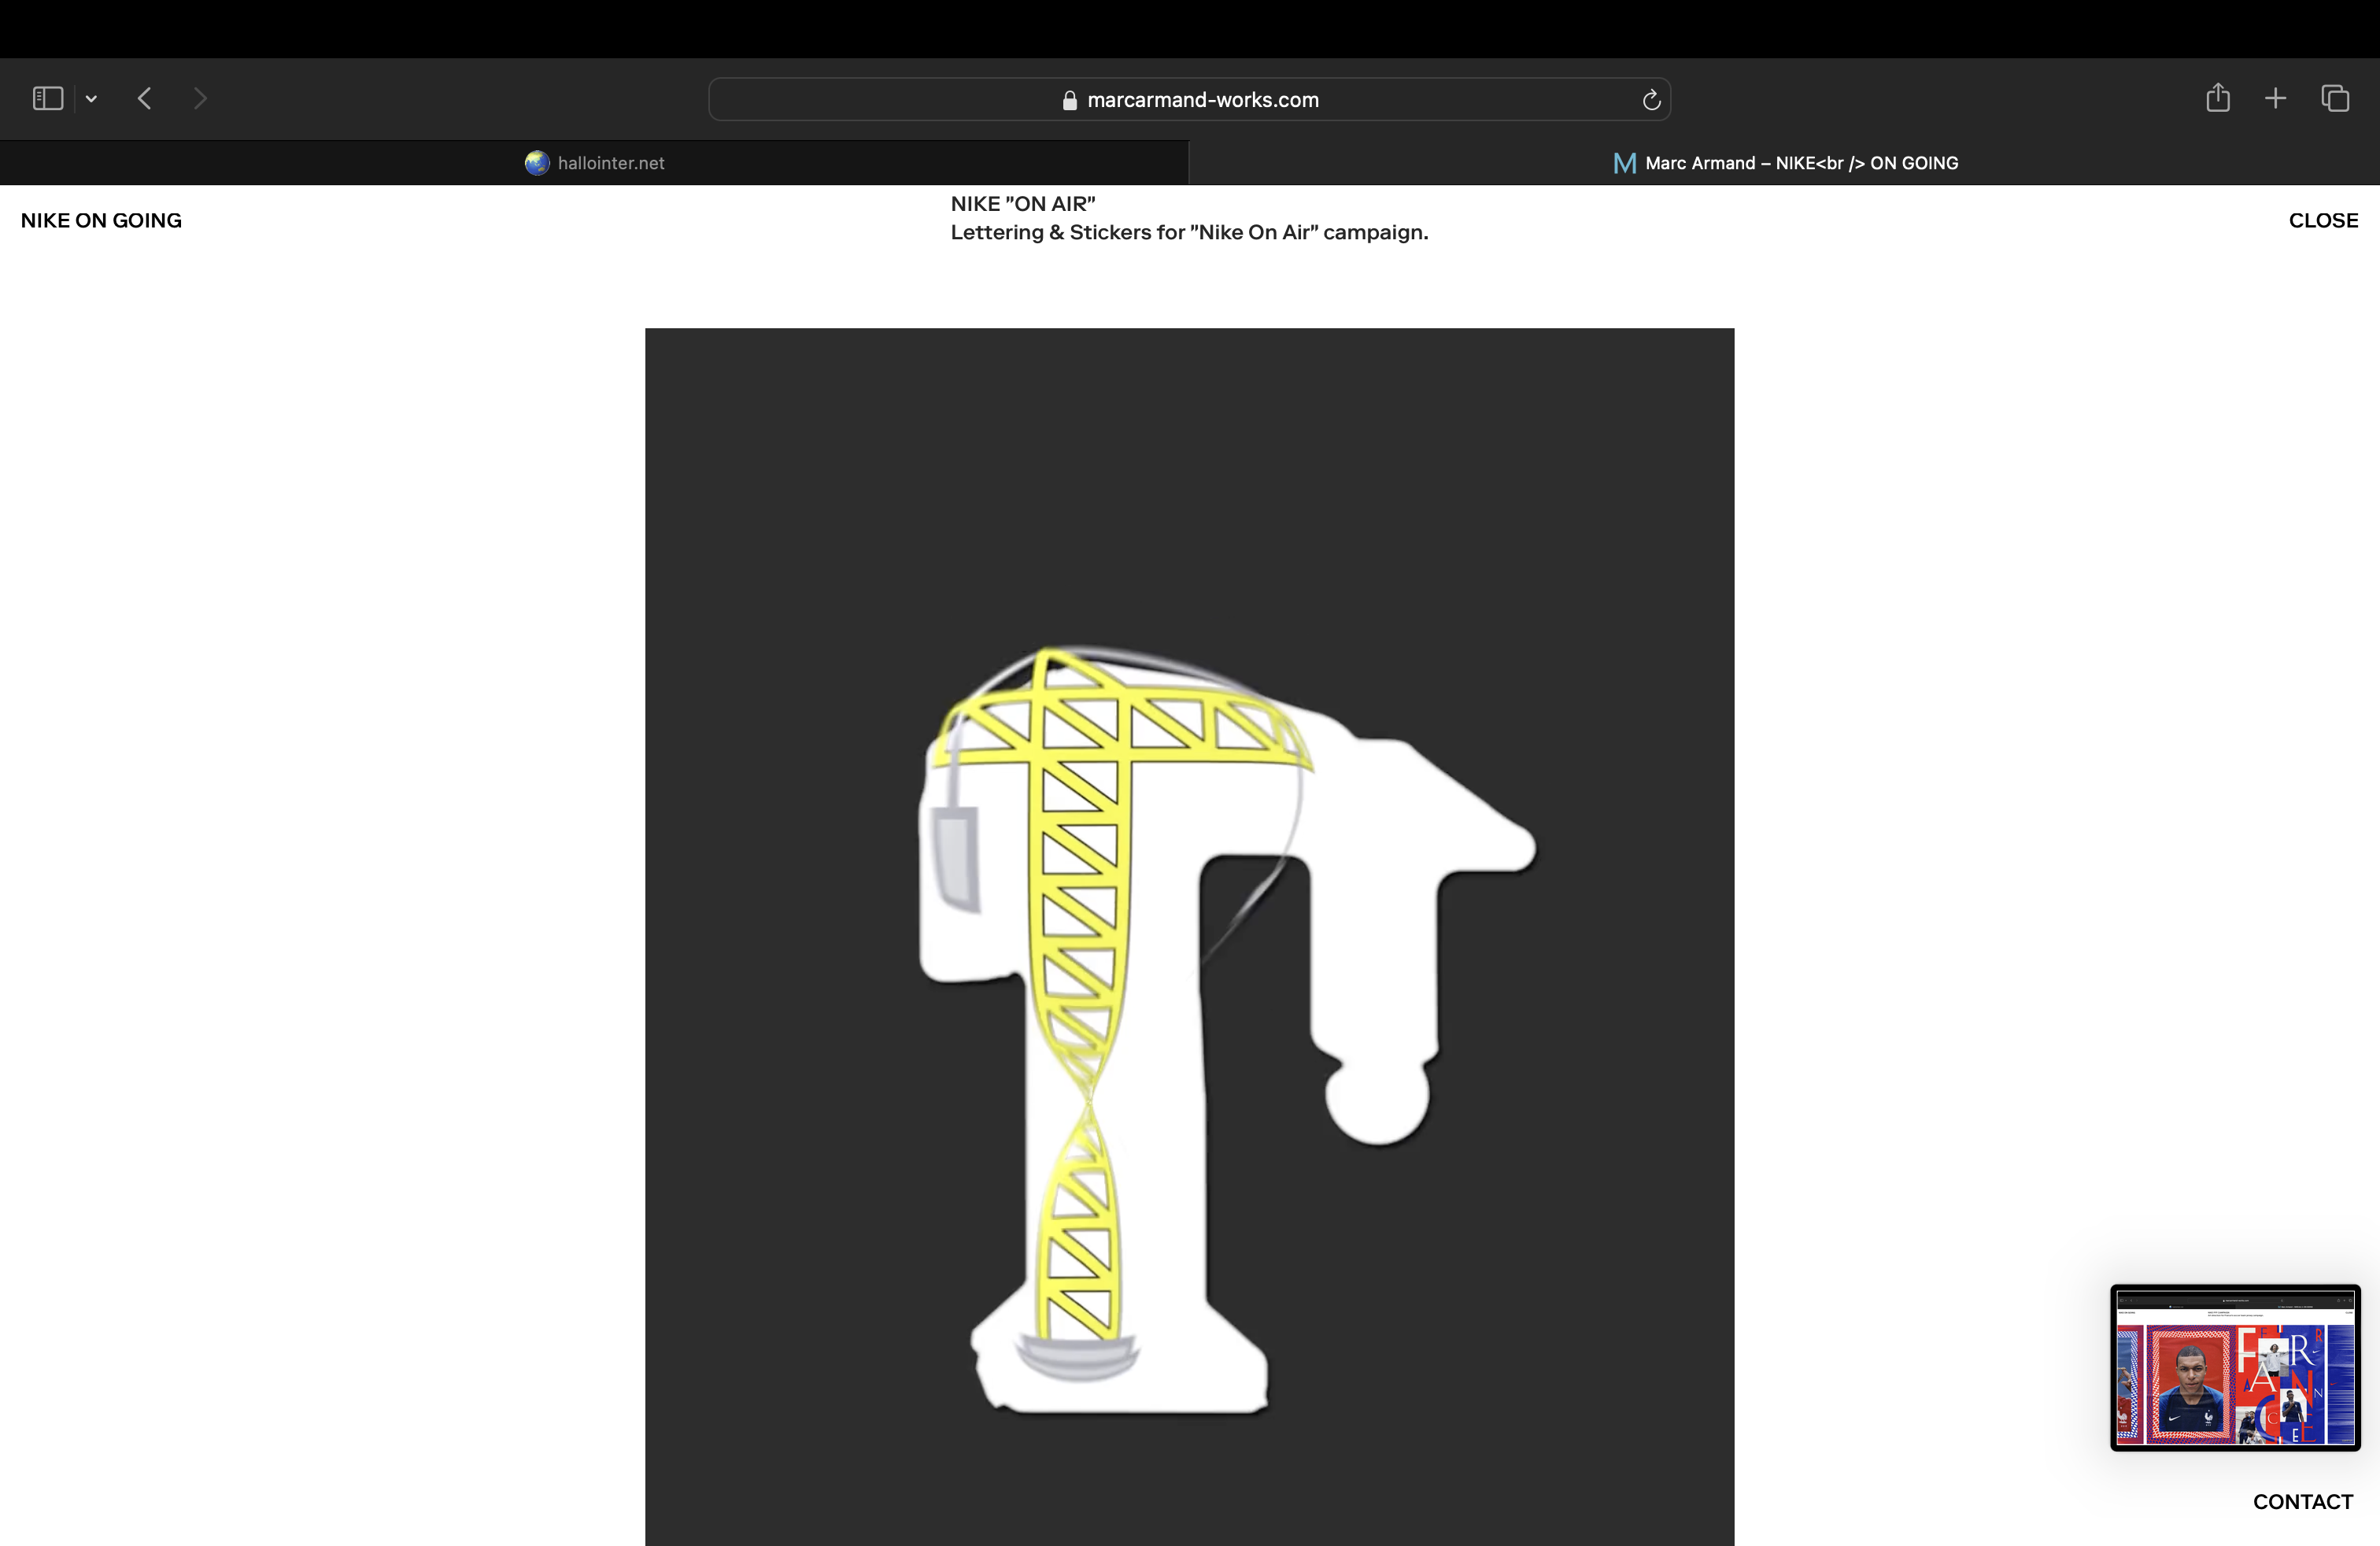 marcarmand-works.com
hallointer.net
Marc Armand – NIKE<br /> ON GOING
NIKE ON GOING
NIKE "ON AIR"
Lettering & Stickers for "Nike On Air" campaign.
CLOSE
CONTACT